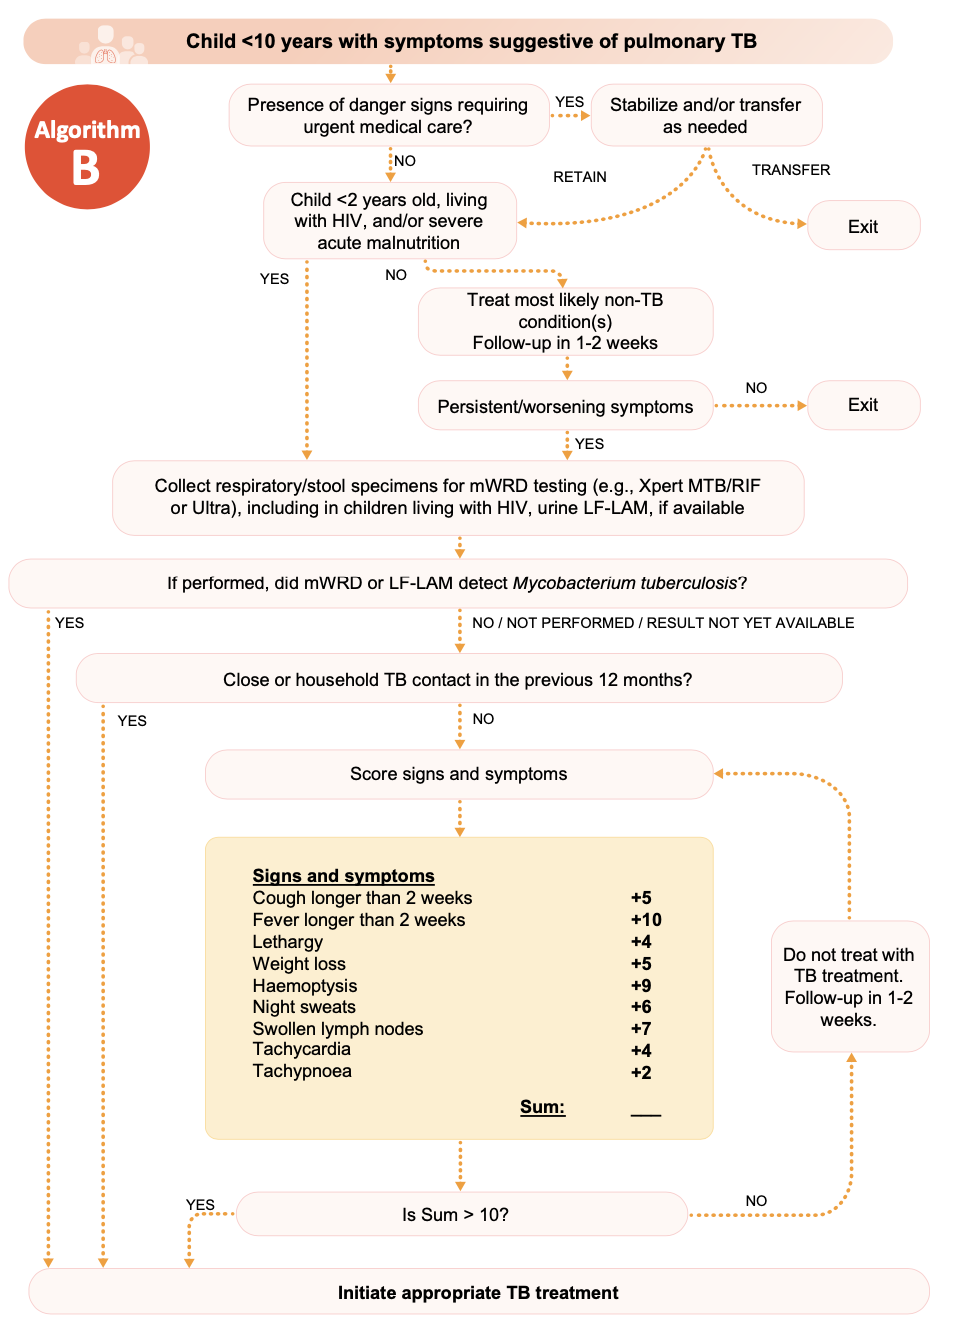 Child <10 years with symptoms suggestive of pulmonary TB
Algorithm
B
Presence of danger signs requiring
urgent medical care?
YES
Stabilize and/or transfer
as needed
NO
RETAIN
TRANSFER
Child <2 years old, living
with HIV, and/or severe
acute malnutrition
Exit
YES
NO
Treat most likely non-TB
condition(s)
Follow-up in 1-2 weeks
Persistent/worsening symptoms
NO
Exit
YES
Collect respiratory/stool specimens for mWRD testing (e.g., Xpert MTB/RIF
or Ultra), including in children living with HIV, urine LF-LAM, if available
If performed, did mWRD or LF-LAM detect Mycobacterium tuberculosis?
YES
NO / NOT PERFORMED / RESULT NOT YET AVAILABLE
Close or household TB contact in the previous 12 months?
YES
NO
Score signs and symptoms
Signs and symptoms
Cough longer than 2 weeks +5
Fever longer than 2 weeks +10
Lethargy +4
Weight loss +5
Haemoptysis +9
Night sweats +6
Swollen lymph nodes +7
Tachycardia +4
Tachypnoea +2
Sum: ___
Do not treat with
TB treatment.
Follow-up in 1-2
weeks.
Is Sum > 10?
YES
NO
Initiate appropriate TB treatment